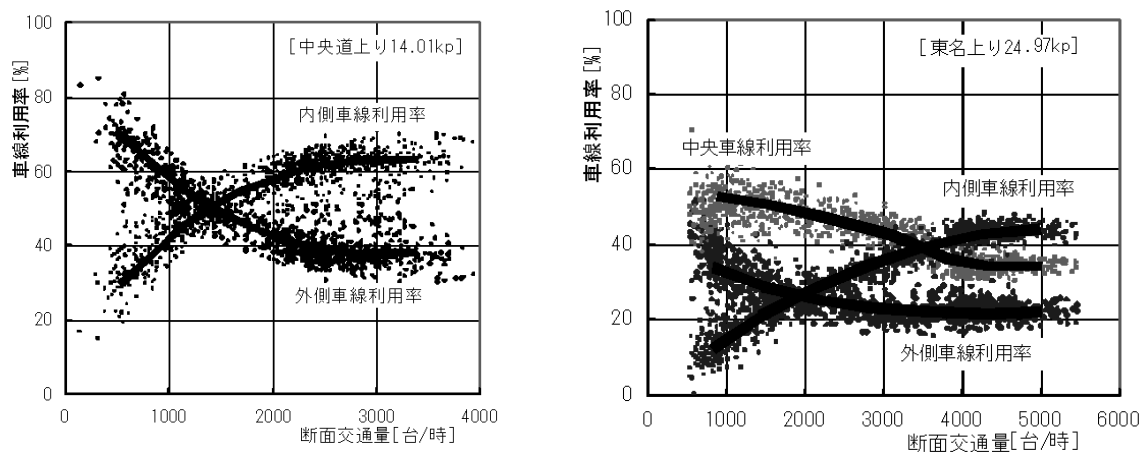 100
80
60
40
20
0
車線利用率[%]
[中央道上り14.01kp]
内側車線利用率
外側車線利用率
0 1000 2000 3000 4000
断面交通量[台/時]
100
80
60
40
20
0
車線利用率[%]
[東名上り24.97kp]
中央車線利用率
内側車線利用率
外側車線利用率
0 1000 2000 3000 4000 5000 6000
断面交通量[台/時]